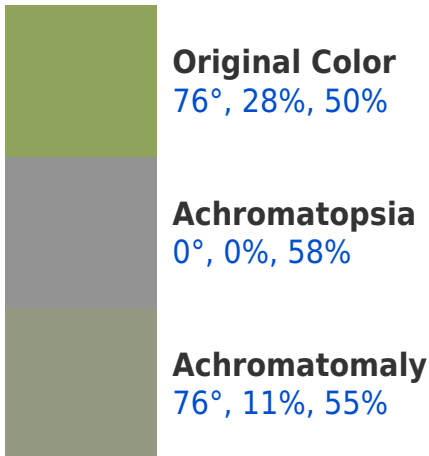 Original Color
76°, 28%, 50%
Achromatopsia
0°, 0%, 58%
Achromatomaly
76°, 11%, 55%